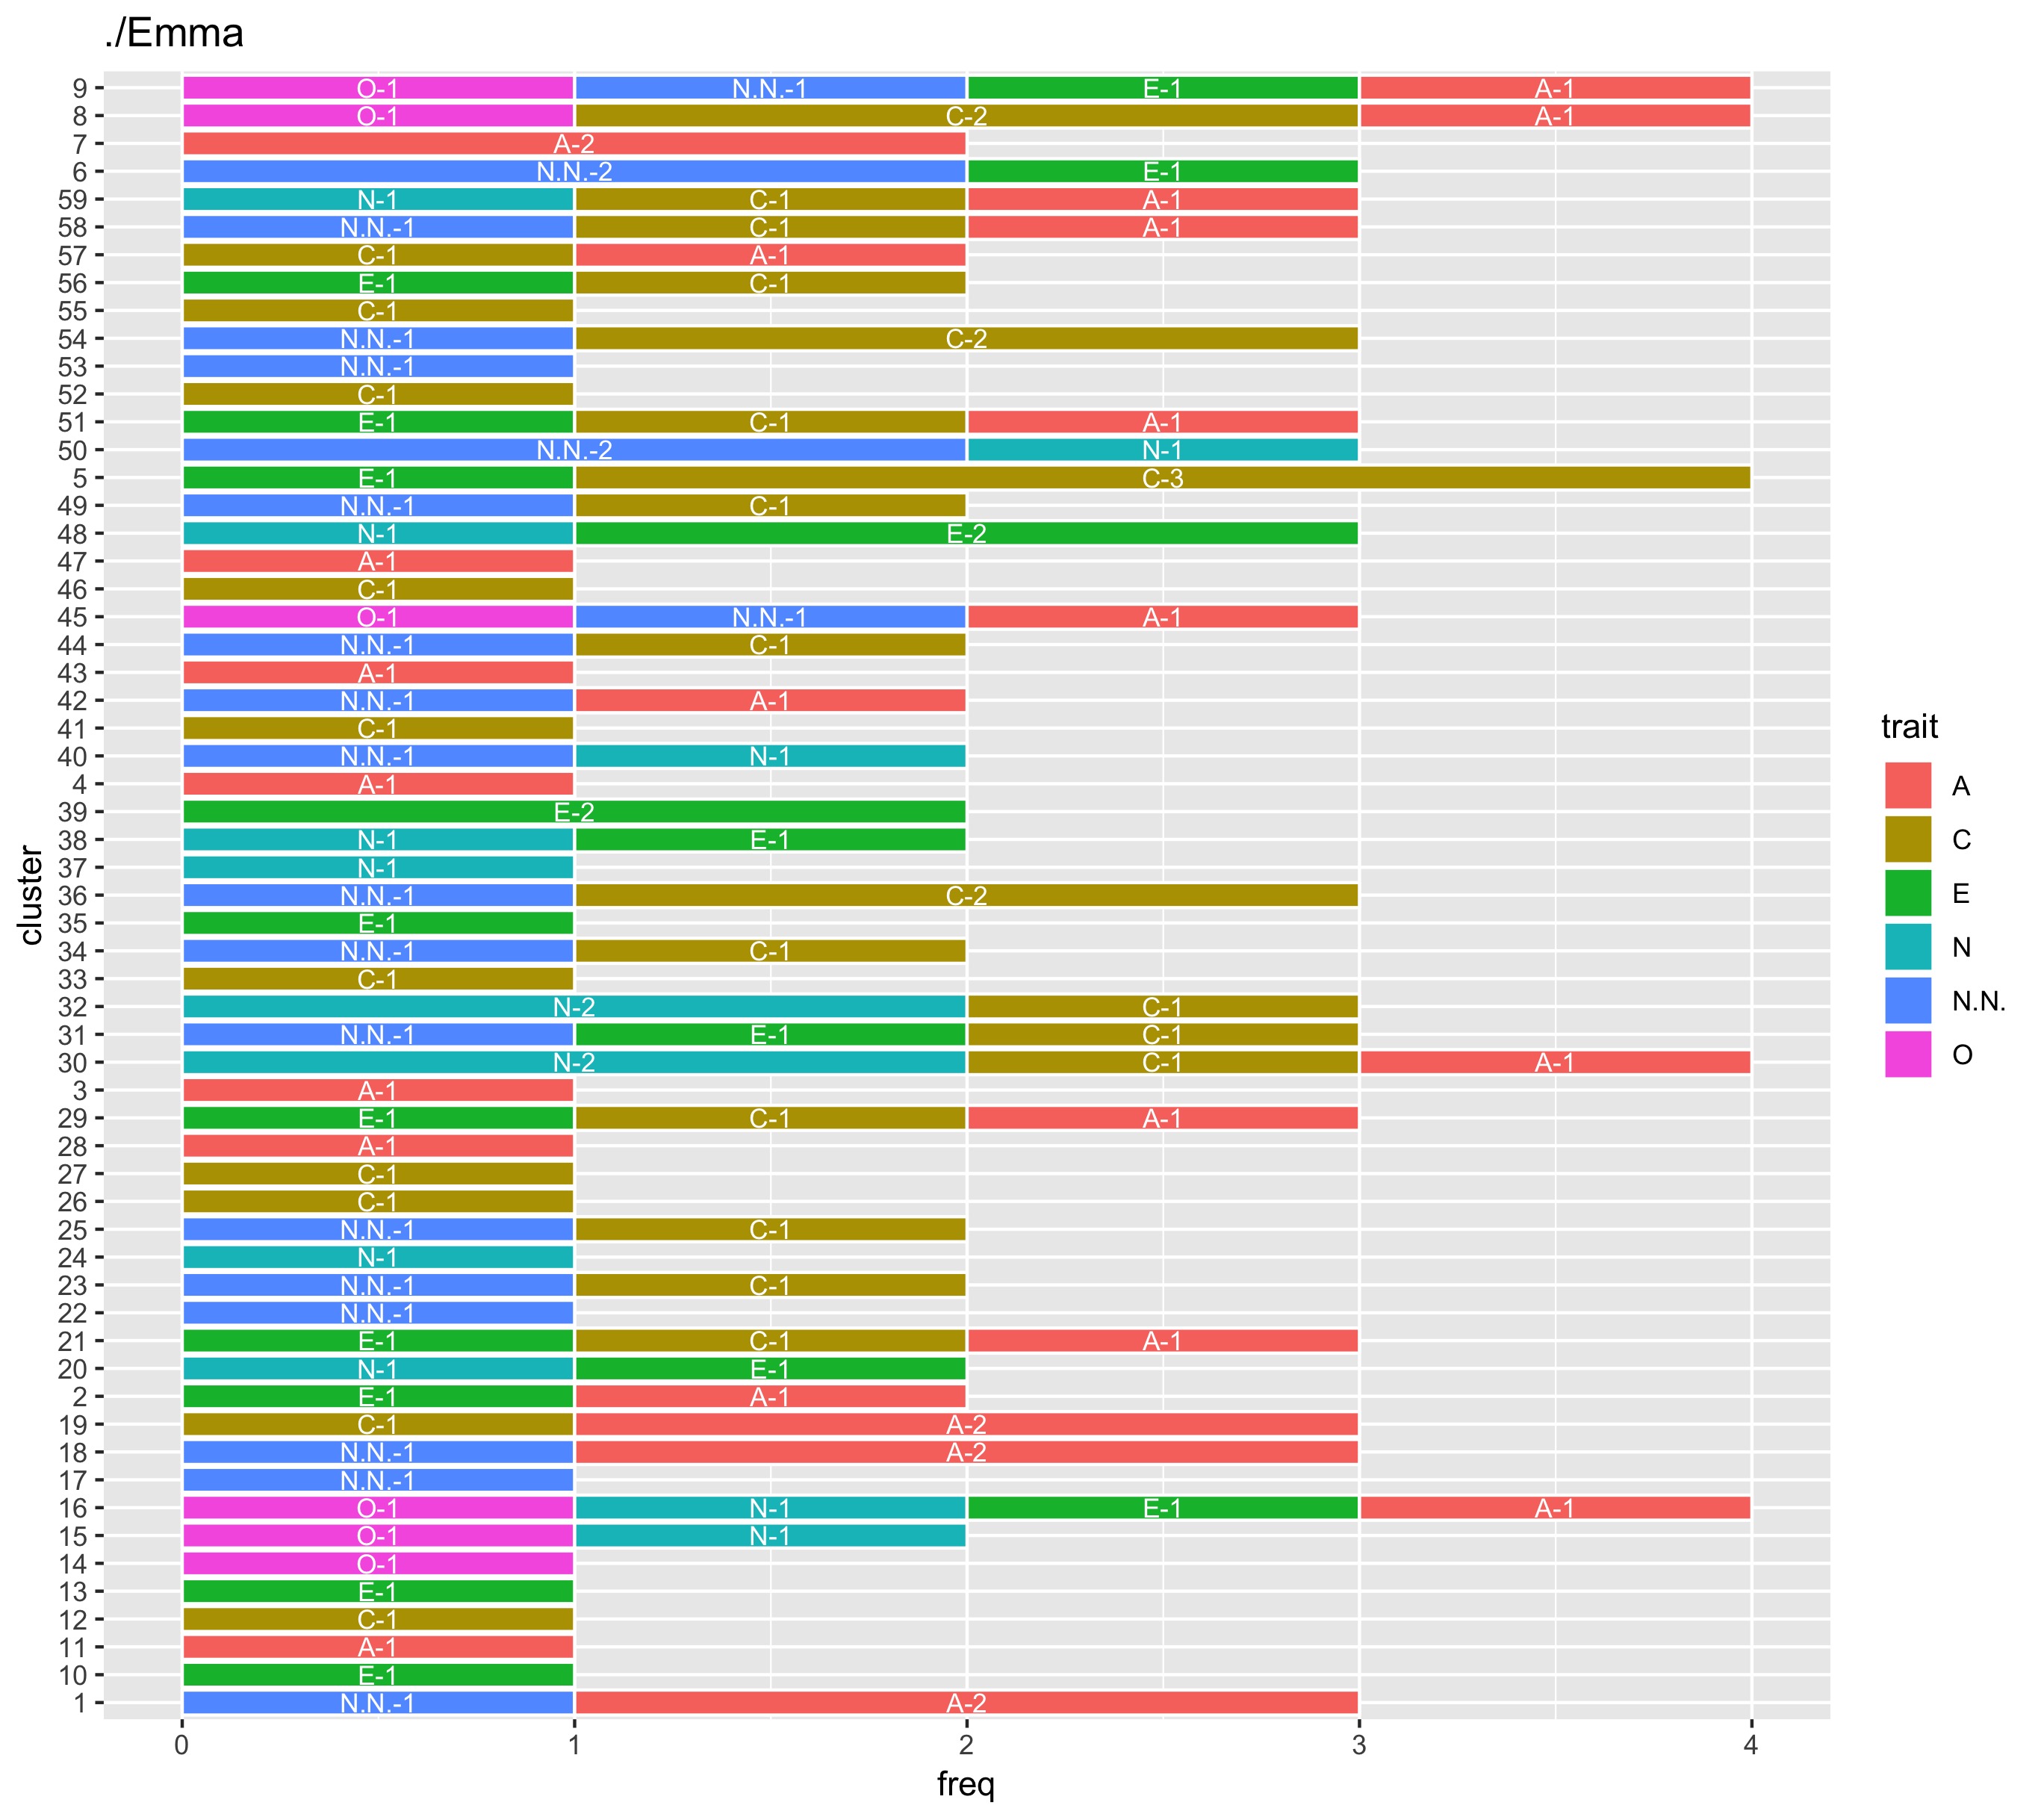 ./Emma
9 O-1 N.N.-1 E-1 A-1
8 O-1 C-2 A-1
7 A-2
6 N.N.-2 E-1
59 N-1 C-1 A-1
58 N.N.-1 C-1 A-1
57 C-1 A-1
56 E-1 C-1
55 C-1
54 N.N.-1 C-2
53 N.N.-1
52 C-1
51 E-1 C-1 A-1
50 N.N.-2 N-1
5 E-1 C-3
49 N.N.-1 C-1
48 N-1 E-2
47 A-1
46 C-1
45 O-1 N.N.-1 A-1
44 N.N.-1 C-1
43 A-1
42 N.N.-1 A-1
41 C-1
40 N.N.-1 N-1
4 A-1
39 E-2
38 N-1 E-1
37 N-1
36 N.N.-1 C-2
35 E-1
34 N.N.-1 C-1
33 C-1
32 N-2 C-1
31 N.N.-1 E-1 C-1
30 N-2 C-1 A-1
3 A-1
29 E-1 C-1 A-1
28 A-1
27 C-1
26 C-1
25 N.N.-1 C-1
24 N-1
23 N.N.-1 C-1
22 N.N.-1
21 E-1 C-1 A-1
20 N-1 E-1
2 E-1 A-1
19 C-1 A-2
18 N.N.-1 A-2
17 N.N.-1
16 O-1 N-1 E-1 A-1
15 O-1 N-1
14 O-1
13 E-1
12 C-1
11 A-1
10 E-1
1 N.N.-1 A-2
0 1 2 3 4
freq
cluster
trait
A
C
E
N
N.N.
O